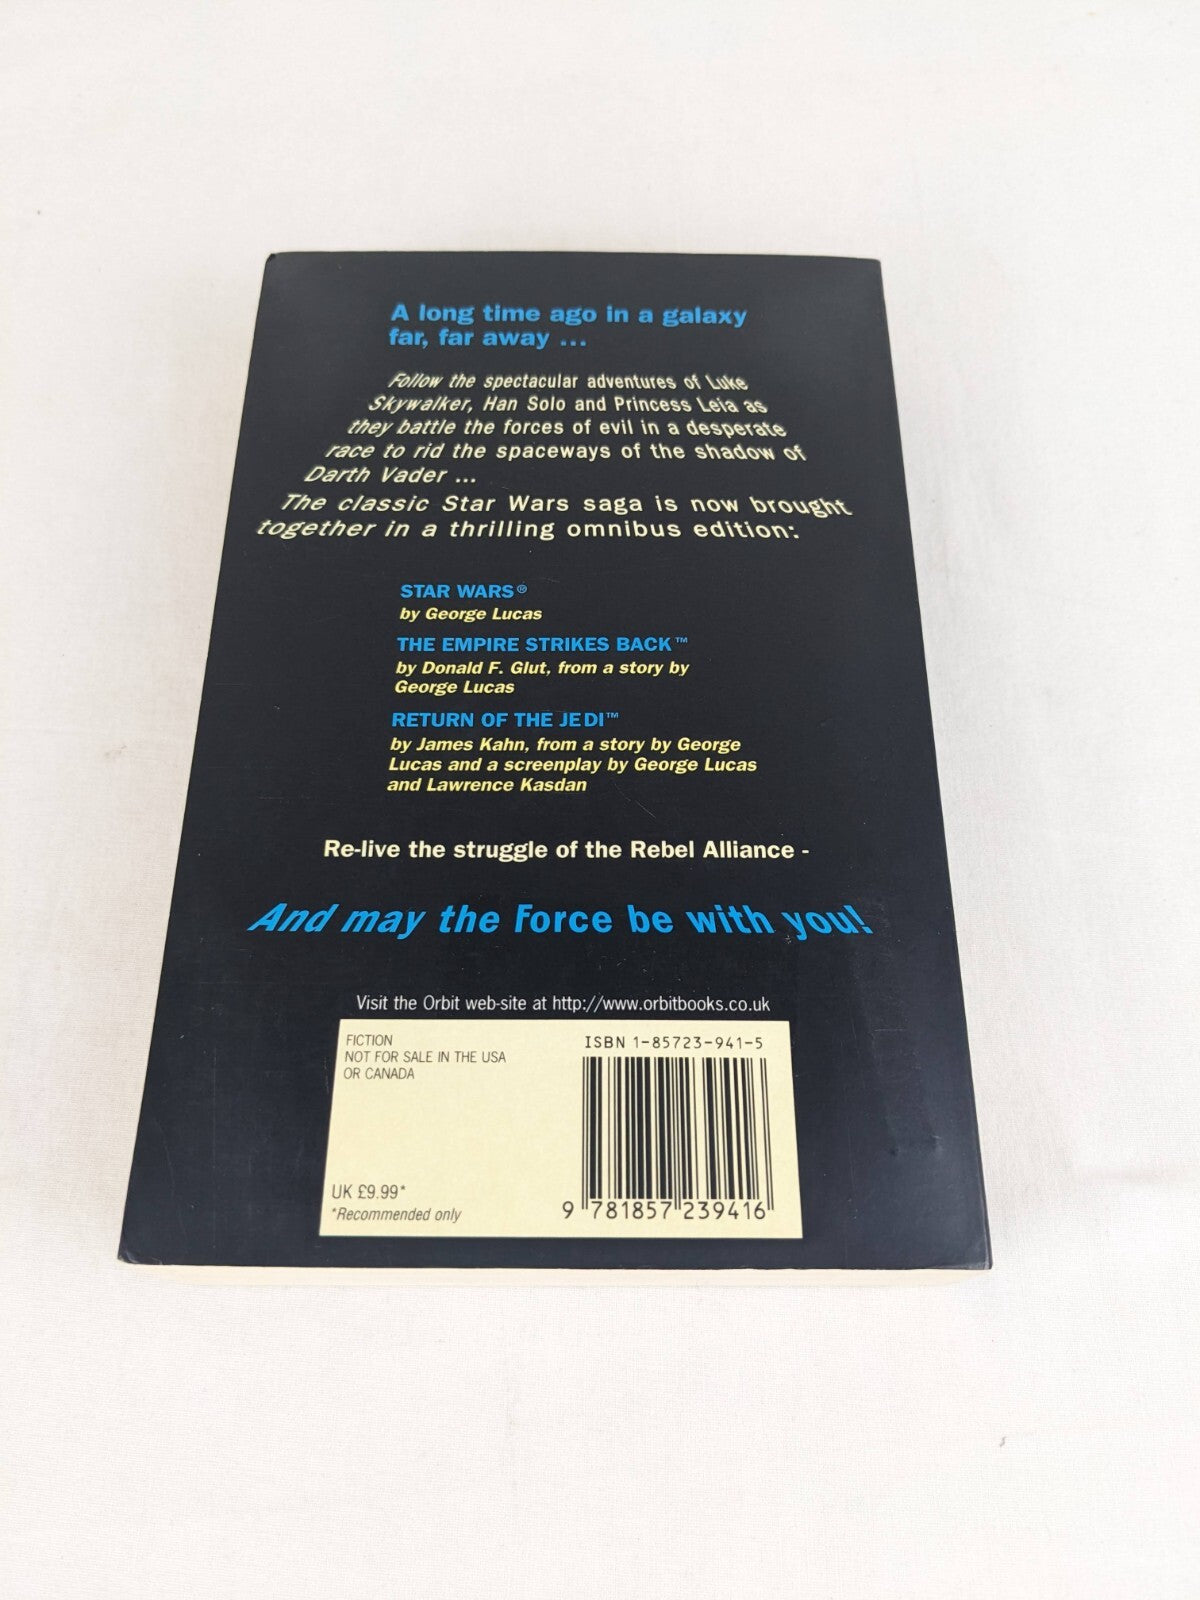 A long time ago in a galaxy
far, far away ...
Follow the spectacular adventures of Luke
Skywalker, Han Solo and Princess Leia as
they battle the forces of evil in a desperate
race to rid the spaceways of the shadow of
Darth Vader ...
The classic Star Wars saga is now brought
together in a thrilling omnibus edition:
STAR WARS®
by George Lucas
THE EMPIRE STRIKES BACK™
by Donald F. Glut, from a story by
George Lucas
RETURN OF THE JEDI™
by James Kahn, from a story by George
Lucas and a screenplay by George Lucas
and Lawrence Kasdan
Re-live the struggle of the Rebel Alliance -
And may the Force be with you!
Visit the Orbit web-site at http://www.orbitbooks.co.uk
FICTION
NOT FOR SALE IN THE USA
OR CANADA
UK £9.99*
*Recommended only
ISBN 1-85723-941-5
9 781857 239416